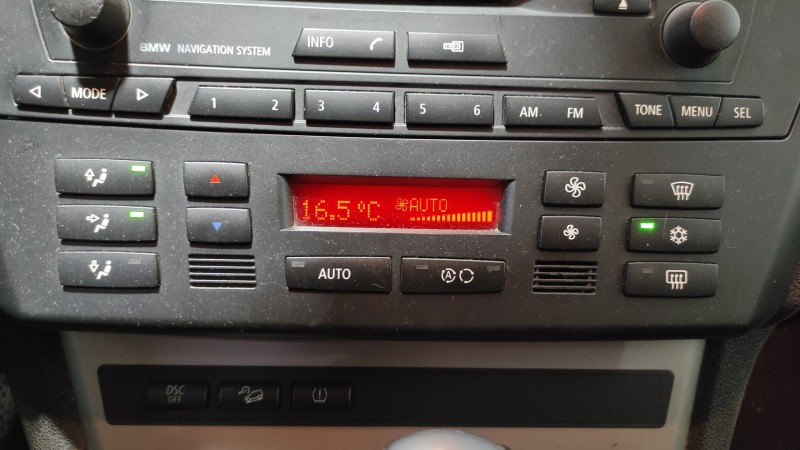 BMW NAVIGATION SYSTEM
INFO
MODE
1 2
3 4
5 6
AM FM
TONE
MENU
SEL
16.5°C AUTO
AUTO
A
DSC
OFF